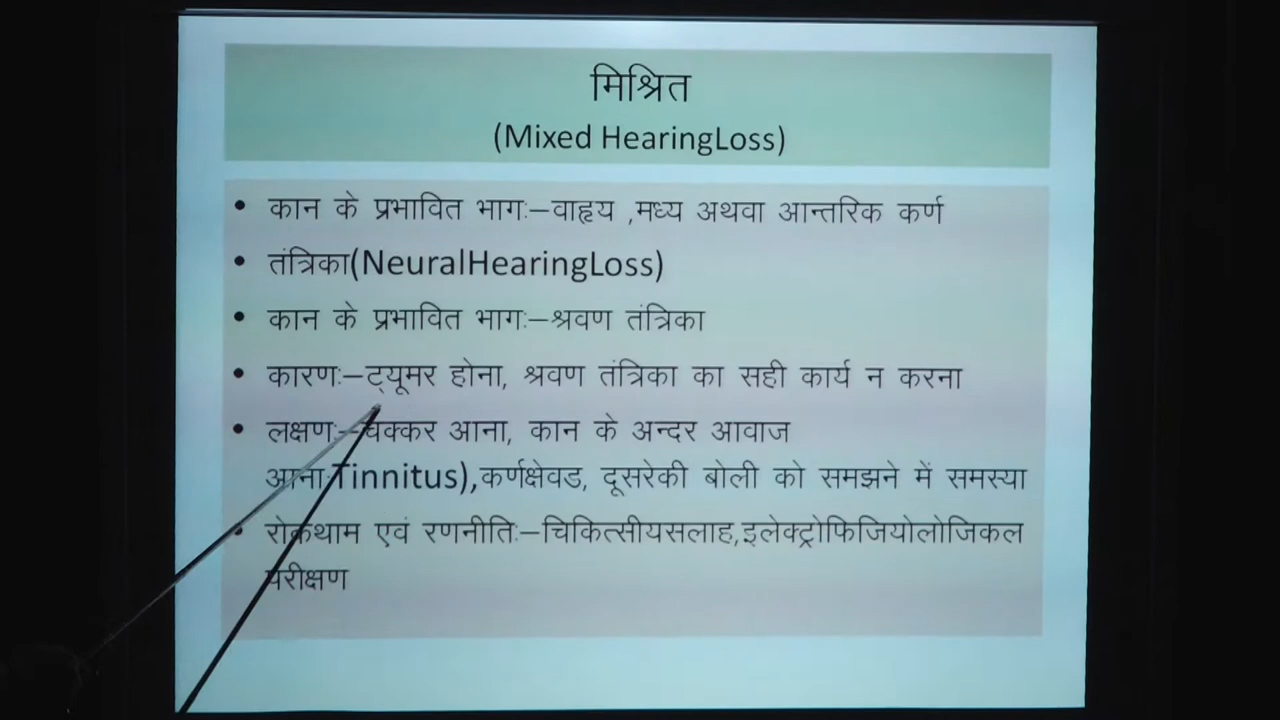 मिश्रित
(Mixed HearingLoss)
• कान के प्रभावित भाग:–वाहृय ,मध्य अथवा आन्तरिक कर्ण
• तंत्रिका(NeuralHearingLoss)
• कान के प्रभावित भाग:–श्रवण तंत्रिका
• कारण:–ट्यूमर होना, श्रवण तंत्रिका का सही कार्य न करना
• लक्षण:–चक्कर आना, कान के अन्दर आवाज
आना Tinnitus),कर्णक्षेवड, दूसरेकी बोली को समझने में समस्या
• रोकथाम एवं रणनीति:–चिकित्सीयसलाह,इलेक्ट्रोफिजियोलोजिकल
परीक्षण